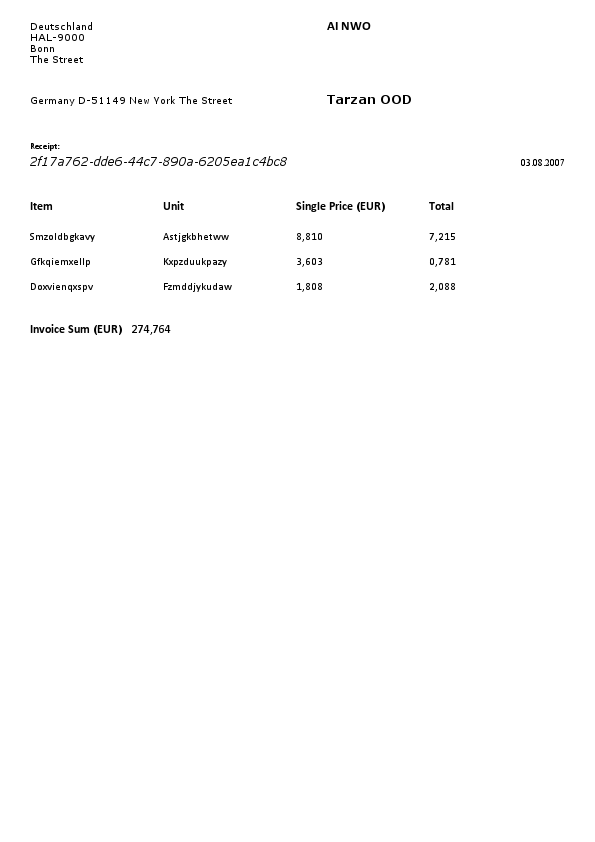 Deutschland
HAL-9000
Bonn
The Street
AI NWO
Germany D-51149 New York The Street
Tarzan OOD
Receipt:
2f17a762-dde6-44c7-890a-6205ea1c4bc8
03.08.2007
Item Unit Single Price (EUR) Total
Smzoldbgkavy Astjgkbhetww 8,810 7,215
Gfkqiemxellp Kxpzduukpazy 3,603 0,781
Doxvienqxspv Fzmddjykudaw 1,808 2,088
Invoice Sum (EUR) 274,764